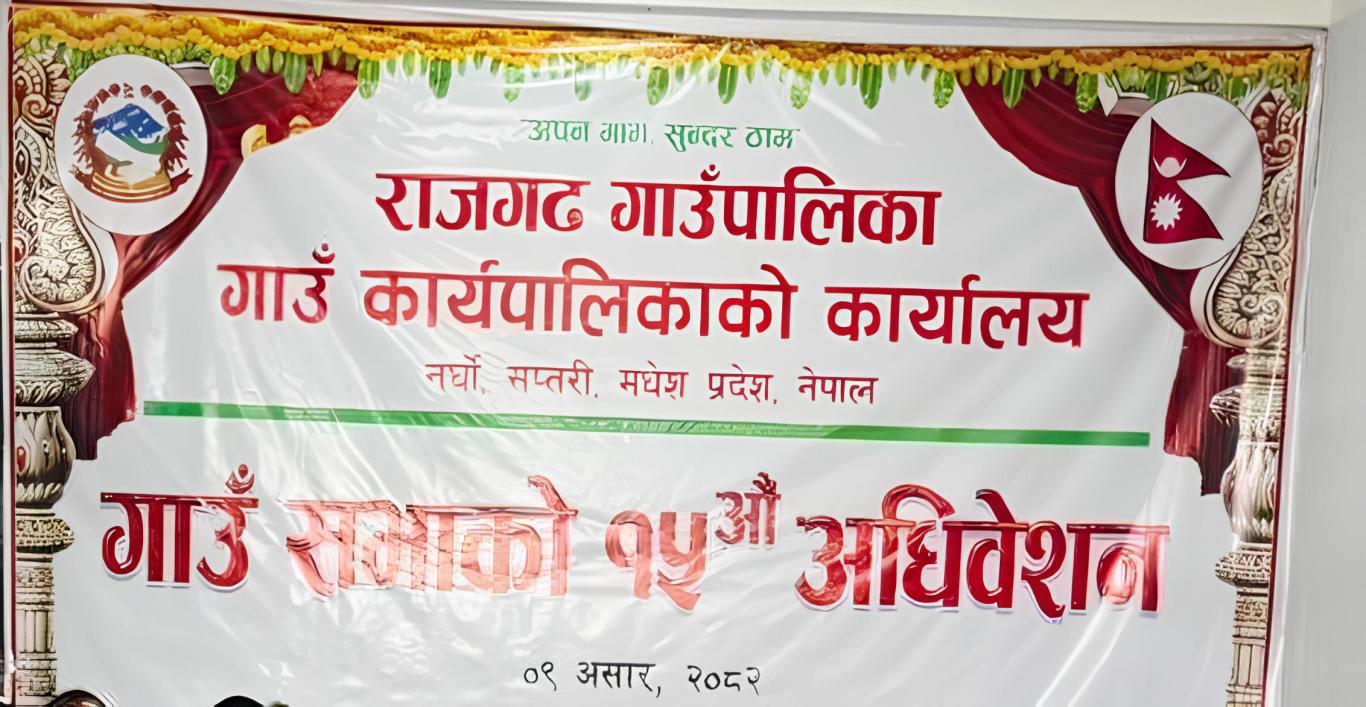 अपन गाम, सुन्दर ठाम
राजगढ गाउँपालिका
गाउँ कार्यपालिकाको कार्यालय
नर्घो, सप्तरी, मधेश प्रदेश, नेपाल
गाउँ सभाको १५औं अधिवेशन
०९ असार, २०८२